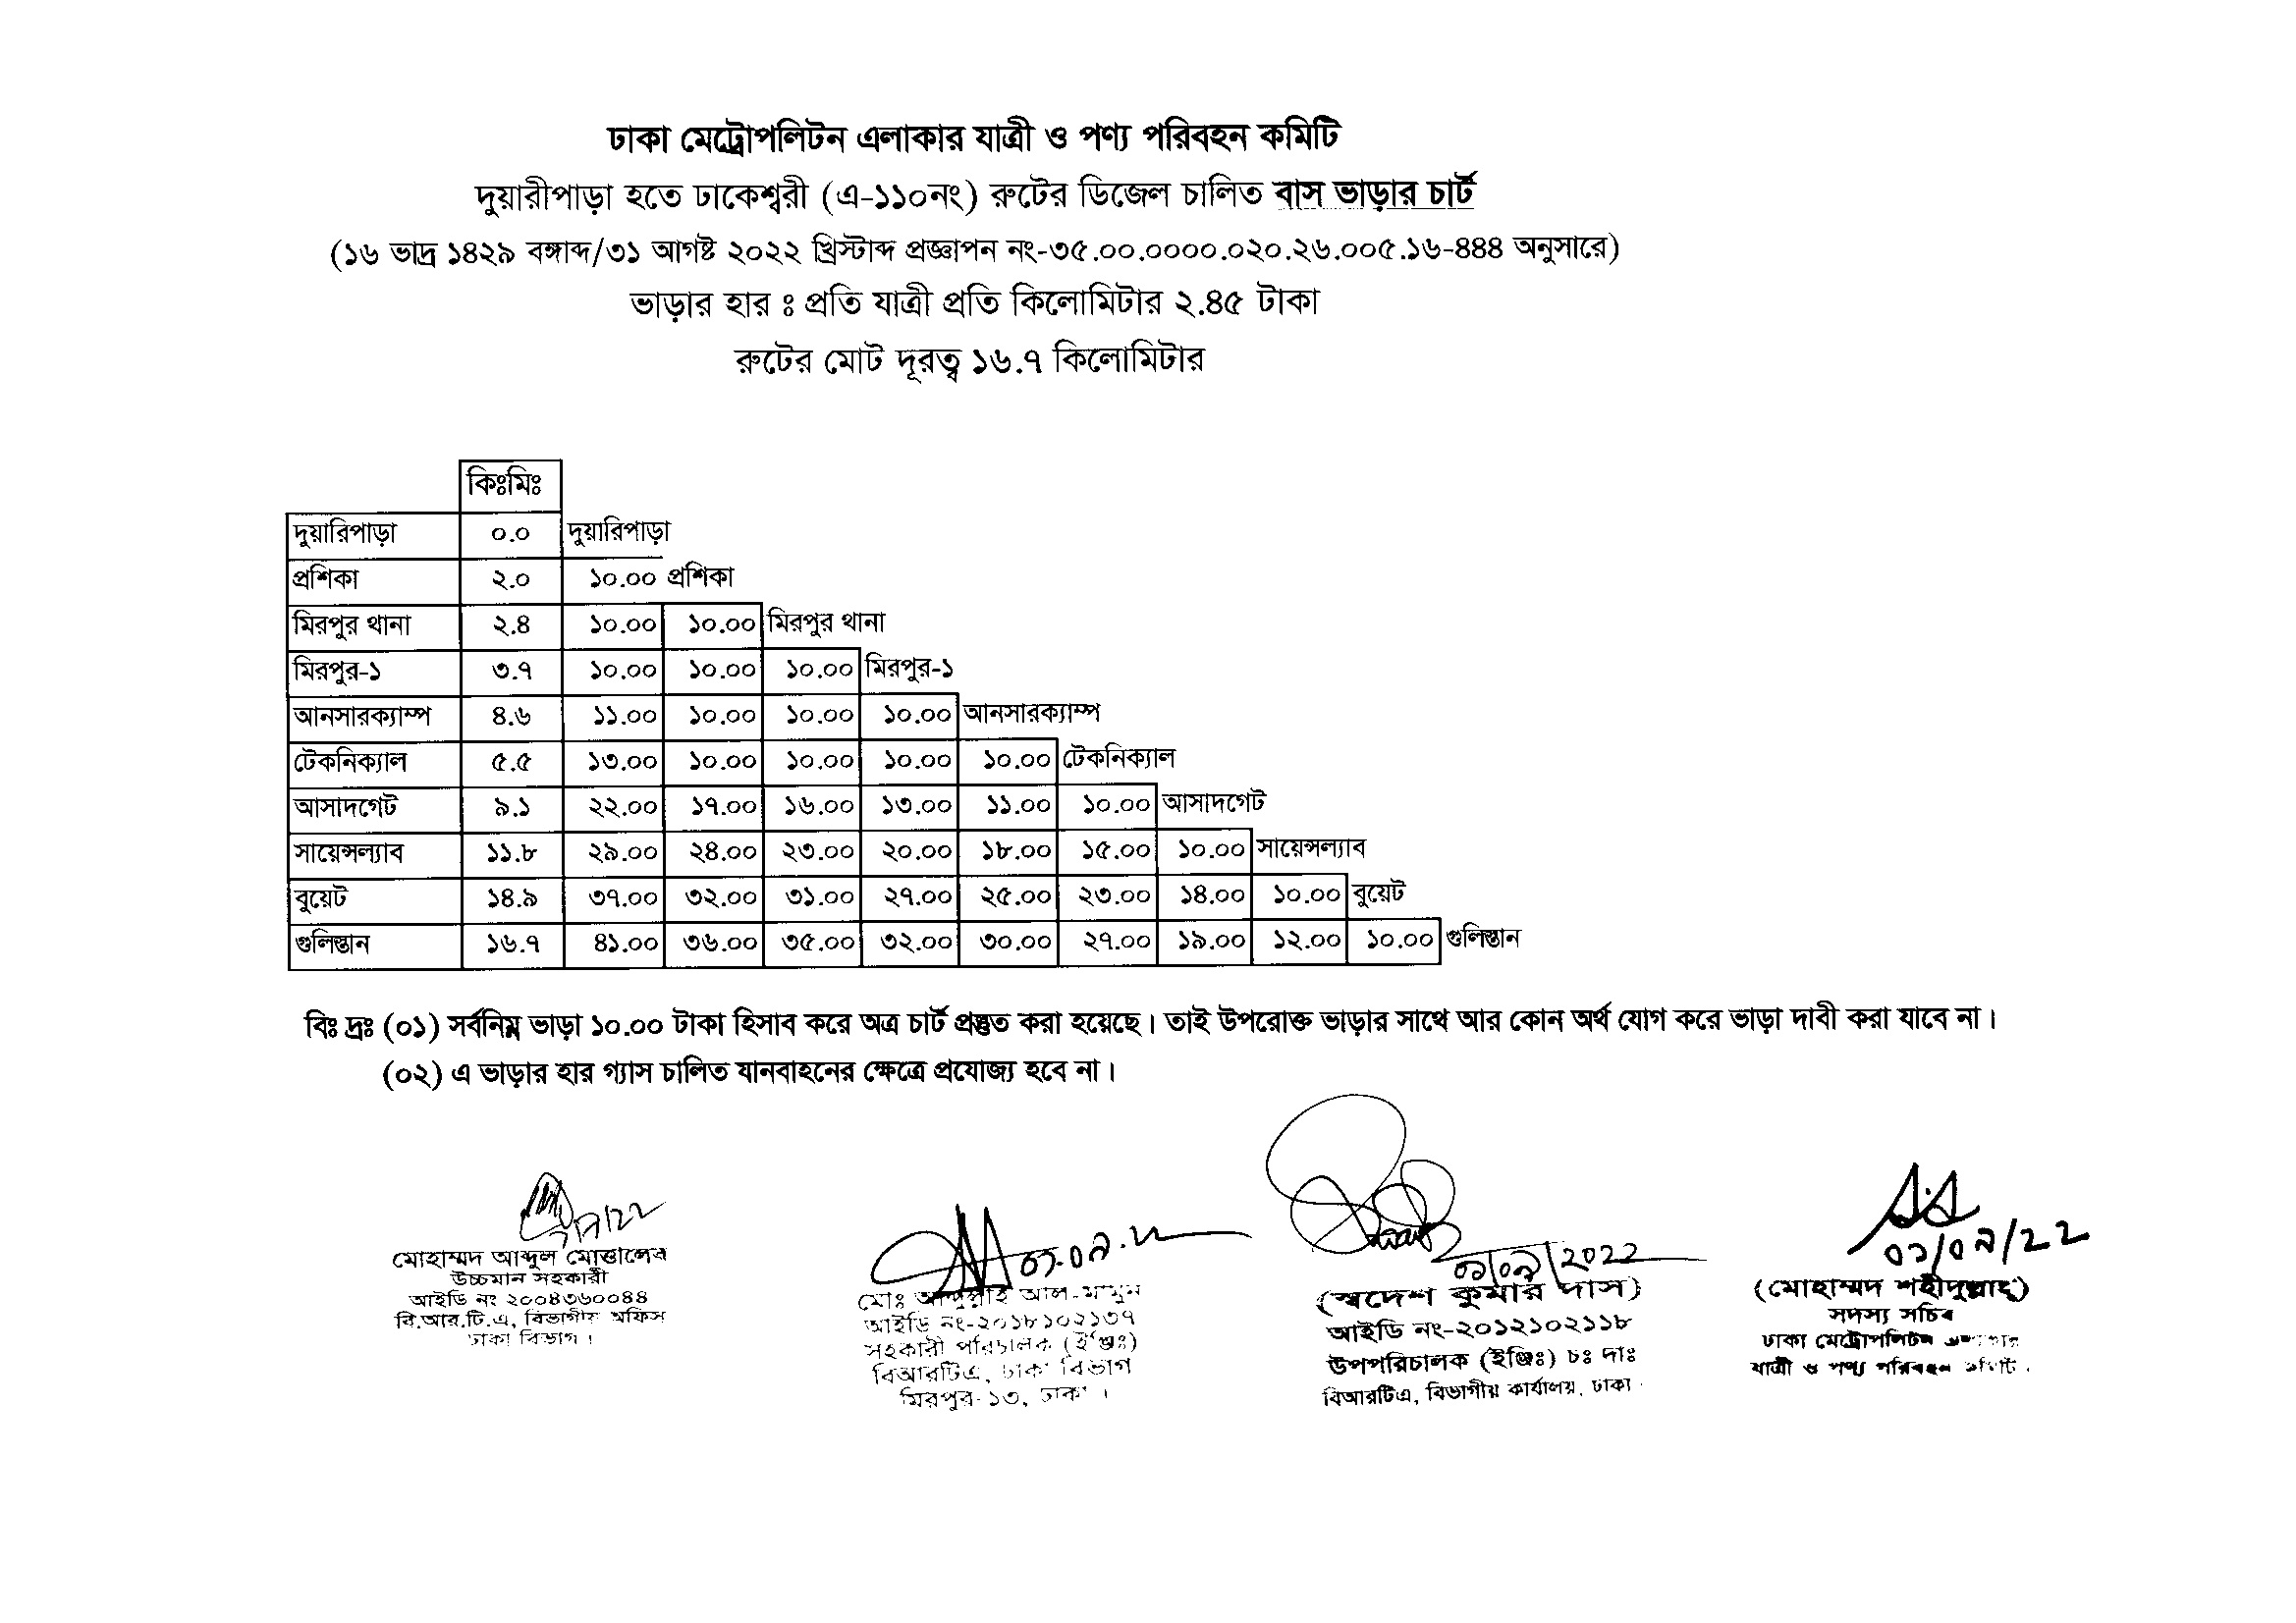 ঢাকা মেট্রোপলিটন এলাকার যাত্রী ও পণ্য পরিবহন কমিটি
দুয়ারীপাড়া হতে ঢাকেশ্বরী (এ-১১০নং) রুটের ডিজেল চালিত বাস ভাড়ার চার্ট
(১৬ ভাদ্র ১৪২৯ বঙ্গাব্দ/৩১ আগষ্ট ২০২২ খ্রিস্টাব্দ প্রজ্ঞাপন নং-৩৫.০০.০০০০.০২০.২৬.০০৫.১৬-৪৪৪ অনুসারে)
ভাড়ার হার ঃ প্রতি যাত্রী প্রতি কিলোমিটার ২.৪৫ টাকা
রুটের মোট দূরত্ব ১৬.৭ কিলোমিটার
কিঃমিঃ
দুয়ারিপাড়া ০.০ দুয়ারিপাড়া
প্রশিকা ২.০ ১০.০০ প্রশিকা
মিরপুর থানা ২.৪ ১০.০০ ১০.০০ মিরপুর থানা
মিরপুর-১ ৩.৭ ১০.০০ ১০.০০ ১০.০০ মিরপুর-১
আনসারক্যাম্প ৪.৬ ১১.০০ ১০.০০ ১০.০০ ১০.০০ আনসারক্যাম্প
টেকনিক্যাল ৫.৫ ১৩.০০ ১০.০০ ১০.০০ ১০.০০ ১০.০০ টেকনিক্যাল
আসাদগেট ৯.১ ২২.০০ ১৭.০০ ১৬.০০ ১৩.০০ ১১.০০ ১০.০০ আসাদগেট
সায়েন্সল্যাব ১১.৮ ২৯.০০ ২৪.০০ ২৩.০০ ২০.০০ ১৮.০০ ১৫.০০ ১০.০০ সায়েন্সল্যাব
বুয়েট ১৪.৯ ৩৭.০০ ৩২.০০ ৩১.০০ ২৭.০০ ২৫.০০ ২৩.০০ ১৪.০০ ১০.০০ বুয়েট
গুলিস্তান ১৬.৭ ৪১.০০ ৩৬.০০ ৩৫.০০ ৩২.০০ ৩০.০০ ২৭.০০ ১৯.০০ ১২.০০ ১০.০০ গুলিস্তান
বিঃ দ্রঃ (০১) সর্বনিম্ন ভাড়া ১০.০০ টাকা হিসাব করে অত্র চার্ট প্রস্তুত করা হয়েছে। তাই উপরোক্ত ভাড়ার সাথে আর কোন অর্থ যোগ করে ভাড়া দাবী করা যাবে না।
(০২) এ ভাড়ার হার গ্যাস চালিত যানবাহনের ক্ষেত্রে প্রযোজ্য হবে না।
মোহাম্মদ আব্দুল মোত্তালেব
উচ্চমান সহকারী
আইডি নং ২০০৪৩৬০০৪৪
বি.আর.টি.এ, বিভাগীয় অফিস
ঢাকা বিভাগ।
০১.০৯.২২
মোঃ আব্দুল্লাহ আল-মামুন
আইডি নং-২০১৮১০২১৩৭
সহকারী পরিচালক (ইঞ্জিঃ)
বিআরটিএ, ঢাকা বিভাগ
মিরপুর-১৩, ঢাকা।
০১/০৯/2022
(স্বদেশ কুমার দাস)
আইডি নং-২০১২১০২১১৮
উপপরিচালক (ইঞ্জিঃ) চঃ দাঃ
বিআরটিএ, বিভাগীয় কার্যালয়, ঢাকা
০১/০৯/২২
(মোহাম্মদ শহীদুল্লাহ্)
সদস্য সচিব
ঢাকা মেট্রোপলিটন এলাকার
যাত্রী ও পণ্য পরিবহন কমিটি।